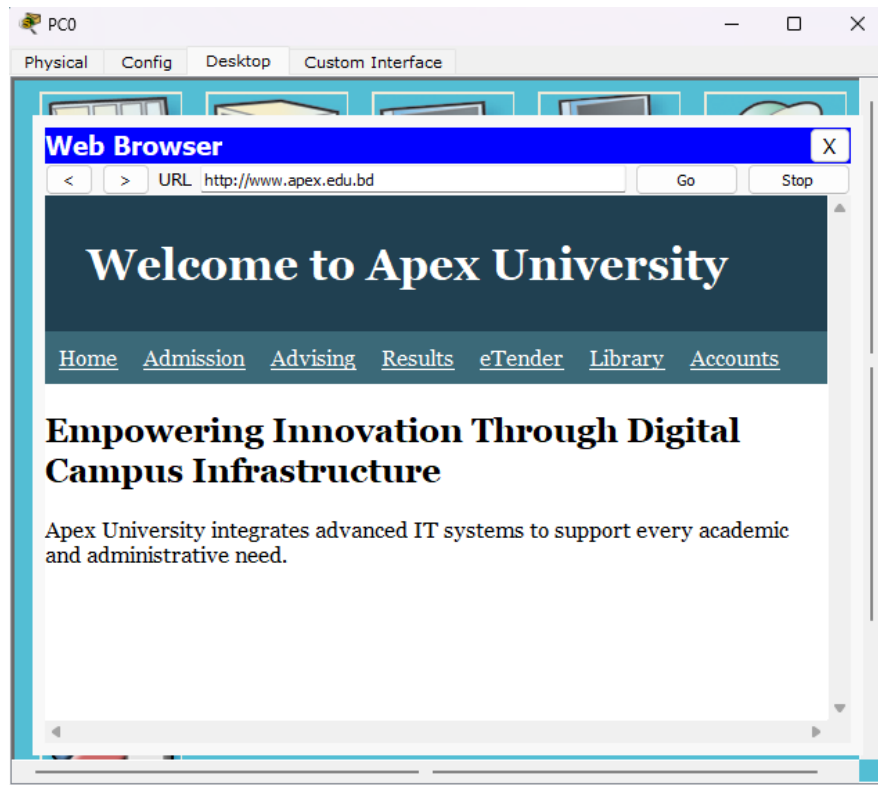 PC0
Physical Config Desktop Custom Interface
Web Browser X
< > URL http://www.apex.edu.bd Go Stop
Welcome to Apex University
Home Admission Advising Results eTender Library Accounts
Empowering Innovation Through Digital
Campus Infrastructure
Apex University integrates advanced IT systems to support every academic
and administrative need.